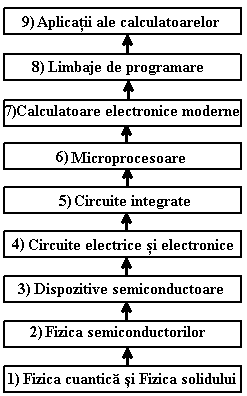 9) Aplicații ale calculatoarelor
8) Limbaje de programare
7)Calculatoare electronice moderne
6) Microprocesoare
5) Circuite integrate
4) Circuite electrice și electronice
3) Dispozitive semiconductoare
2) Fizica semiconductorilor
1) Fizica cuantică și Fizica solidului